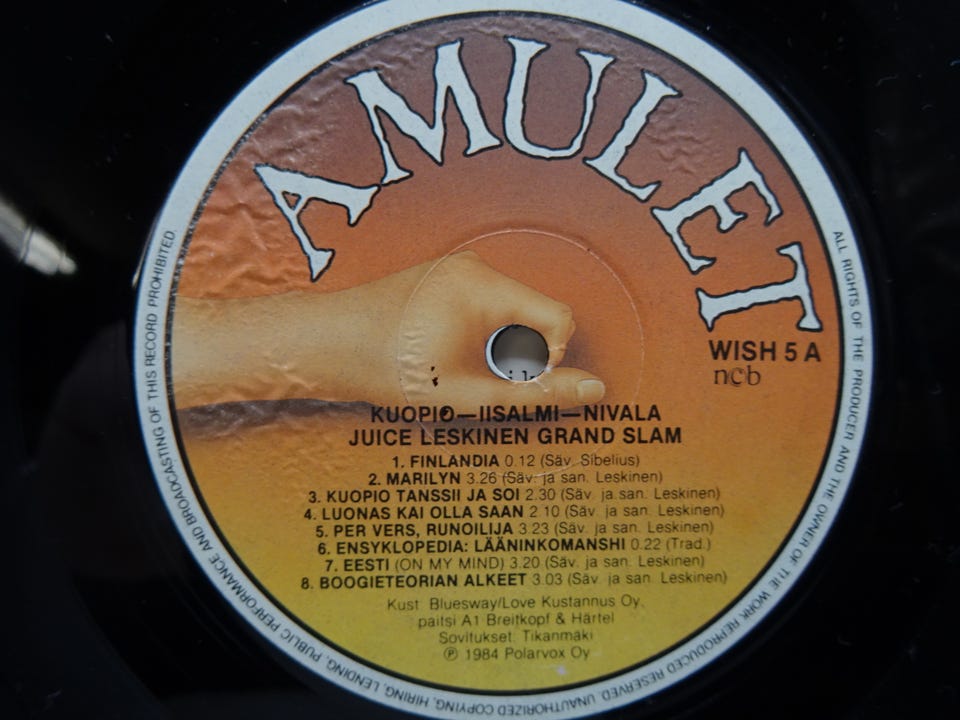 AMULET
WISH 5 A
ncb
KUOPIO—IISALMI—NIVALA
JUICE LESKINEN GRAND SLAM
1. FINLANDIA 0.12 (Säv. Sibelius)
2. MARILYN 3.26 (Säv. ja san. Leskinen)
3. KUOPIO TANSSII JA SOI 2.30 (Säv. ja san. Leskinen)
4. LUONAS KAI OLLA SAAN 2.10 (Säv. ja san. Leskinen)
5. PER VERS, RUNOILIJA 3.23 (Säv. ja san. Leskinen)
6. ENSYKLOPEDIA: LÄÄNINKOMANSHI 0.22 (Trad.)
7. EESTI (ON MY MIND) 3.20 (Säv. ja san. Leskinen)
8. BOOGIETEORIAN ALKEET 3.03 (Säv. ja san. Leskinen)
Kust. Bluesway/Love Kustannus Oy,
paitsi A1 Breitkopf & Härtel
Sovitukset: Tikanmäki
℗ 1984 Polarvox Oy
ALL RIGHTS OF THE PRODUCER AND THE OWNER OF THE WORK REPRODUCED RESERVED. UNAUTHORIZED COPYING, HIRING, LENDING, PUBLIC PERFORMANCE AND BROADCASTING OF THIS RECORD PROHIBITED.